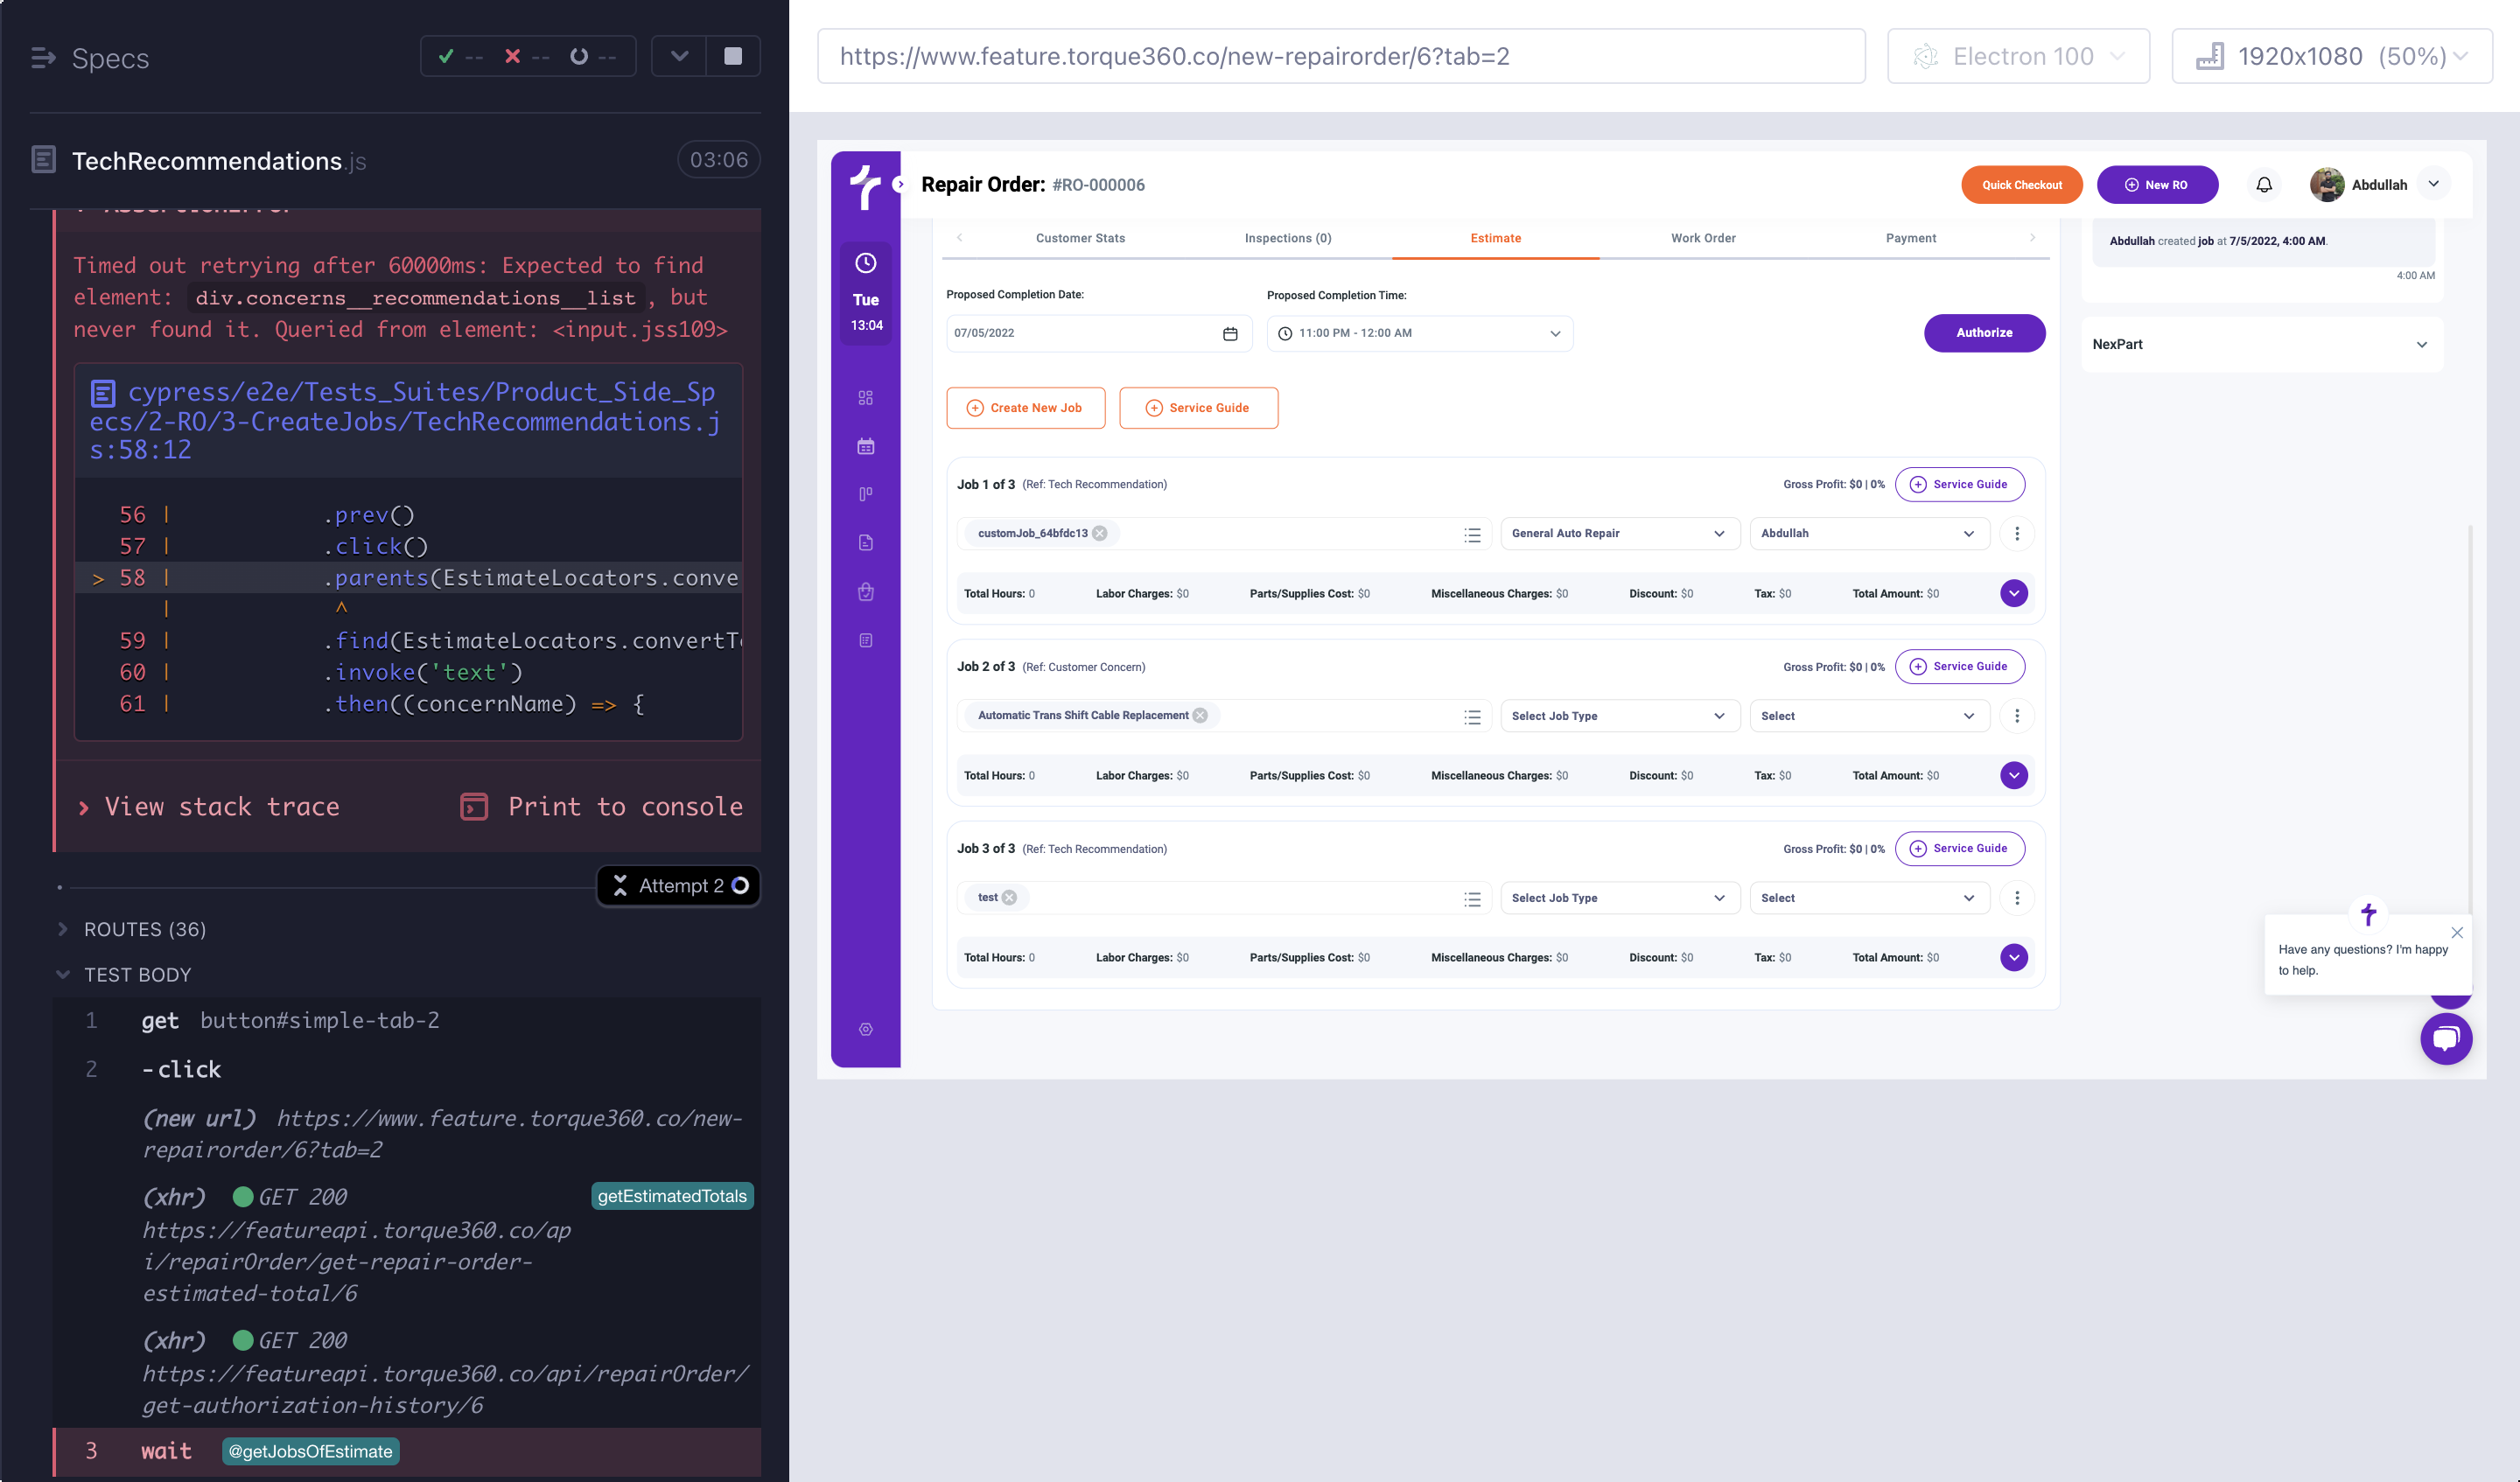 Specs
-- -- --
https://www.feature.torque360.co/new-repairorder/6?tab=2
Electron 100
1920x1080 (50%)
TechRecommendations.js
03:06
AssertionError
Timed out retrying after 60000ms: Expected to find
element: div.concerns__recommendations__list, but
never found it. Queried from element: <input.jss109>
cypress/e2e/Tests_Suites/Product_Side_Sp
ecs/2-RO/3-CreateJobs/TechRecommendations.j
s:58:12
56 | .prev()
57 | .click()
> 58 | .parents(EstimateLocators.conve
| ^
59 | .find(EstimateLocators.convertT
60 | .invoke('text')
61 | .then((concernName) => {
View stack trace
Print to console
Attempt 2
ROUTES (36)
TEST BODY
1 get button#simple-tab-2
2 -click
(new url) https://www.feature.torque360.co/new-
repairorder/6?tab=2
(xhr) GET 200 getEstimatedTotals
https://featureapi.torque360.co/ap
i/repairOrder/get-repair-order-
estimated-total/6
(xhr) GET 200
https://featureapi.torque360.co/api/repairOrder/
get-authorization-history/6
3 wait @getJobsOfEstimate
Repair Order: #RO-000006
Quick Checkout
New RO
Abdullah
Tue
13:04
Customer Stats
Inspections (0)
Estimate
Work Order
Payment
Abdullah created job at 7/5/2022, 4:00 AM.
4:00 AM
NexPart
Proposed Completion Date:
Proposed Completion Time:
07/05/2022
11:00 PM - 12:00 AM
Authorize
Create New Job
Service Guide
Job 1 of 3 (Ref: Tech Recommendation)
Gross Profit: $0 | 0%
Service Guide
customJob_64bfdc13
General Auto Repair
Abdullah
Total Hours: 0 Labor Charges: $0 Parts/Supplies Cost: $0 Miscellaneous Charges: $0 Discount: $0 Tax: $0 Total Amount: $0
Job 2 of 3 (Ref: Customer Concern)
Gross Profit: $0 | 0%
Service Guide
Automatic Trans Shift Cable Replacement
Select Job Type
Select
Total Hours: 0 Labor Charges: $0 Parts/Supplies Cost: $0 Miscellaneous Charges: $0 Discount: $0 Tax: $0 Total Amount: $0
Job 3 of 3 (Ref: Tech Recommendation)
Gross Profit: $0 | 0%
Service Guide
test
Select Job Type
Select
Total Hours: 0 Labor Charges: $0 Parts/Supplies Cost: $0 Miscellaneous Charges: $0 Discount: $0 Tax: $0 Total Amount: $0
Have any questions? I'm happy
to help.